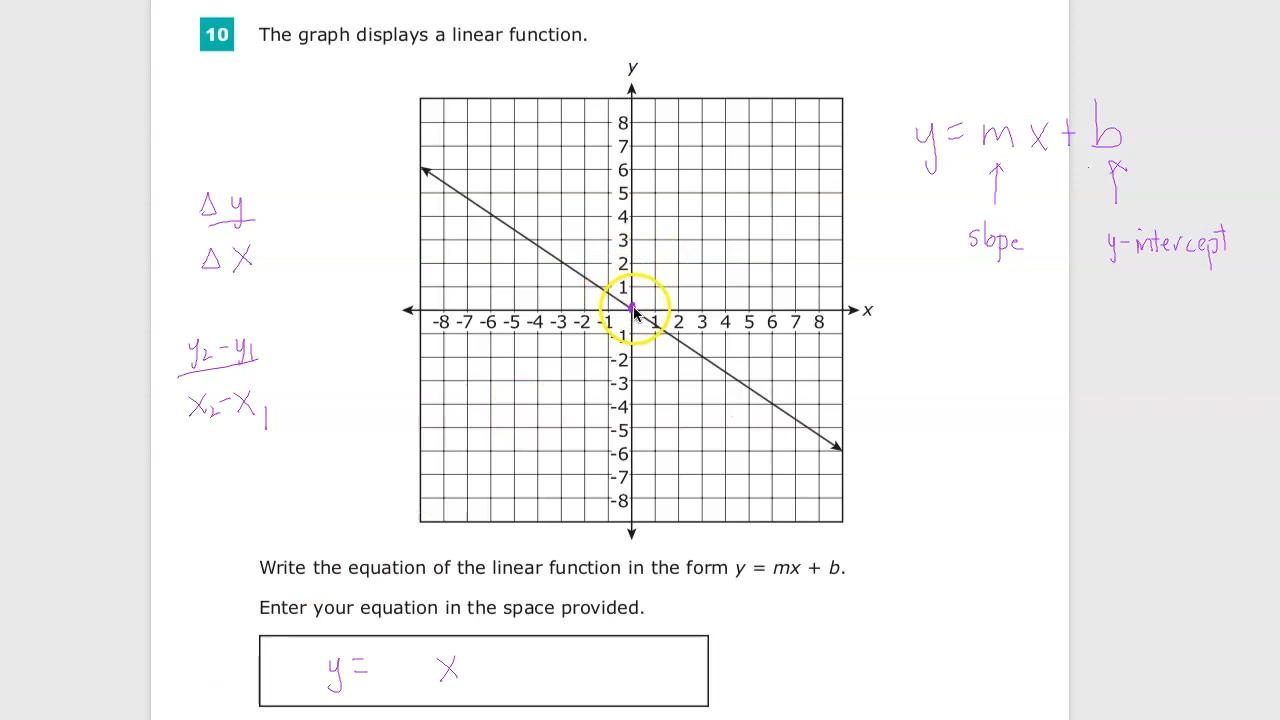 10 The graph displays a linear function.
y
y = mx + b
slope
y-intercept
Δy
Δx
y₂ - y₁
x₂ - x₁
8
7
6
5
4
3
2
1
-8 -7 -6 -5 -4 -3 -2 -1 1 2 3 4 5 6 7 8 x
-1
-2
-3
-4
-5
-6
-7
-8
Write the equation of the linear function in the form y = mx + b.
Enter your equation in the space provided.
y = x